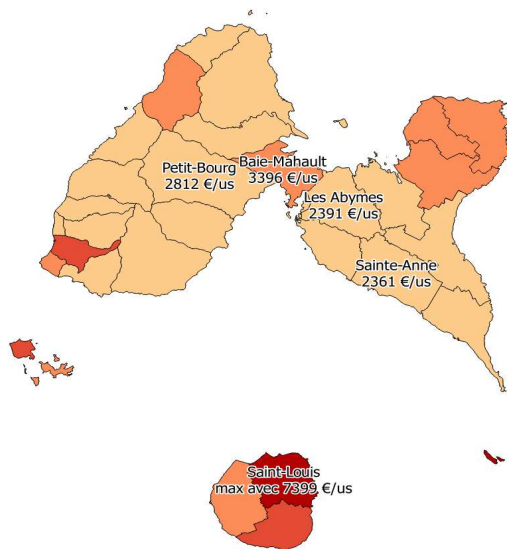 Petit-Bourg
2812 €/us
Baie-Mahault
3396 €/us
Les Abymes
2391 €/us
Sainte-Anne
2361 €/us
Saint-Louis
max avec 7399 €/us